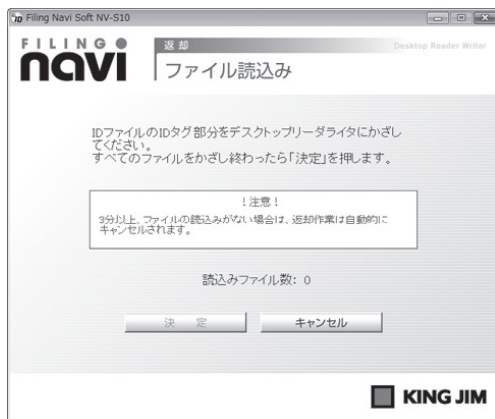 Filing Navi Soft NV-S10
FILING
navi
返却
Desktop Reader Writer
ファイル読込み
IDファイルのIDタグ部分をデスクトップリーダライタにかざし
てください。
すべてのファイルをかざし終わったら「決定」を押します。
！注意！
3分以上、ファイルの読込みがない場合は、返却作業は自動的に
キャンセルされます。
読込みファイル数: 0
決　定
キャンセル
KING JIM